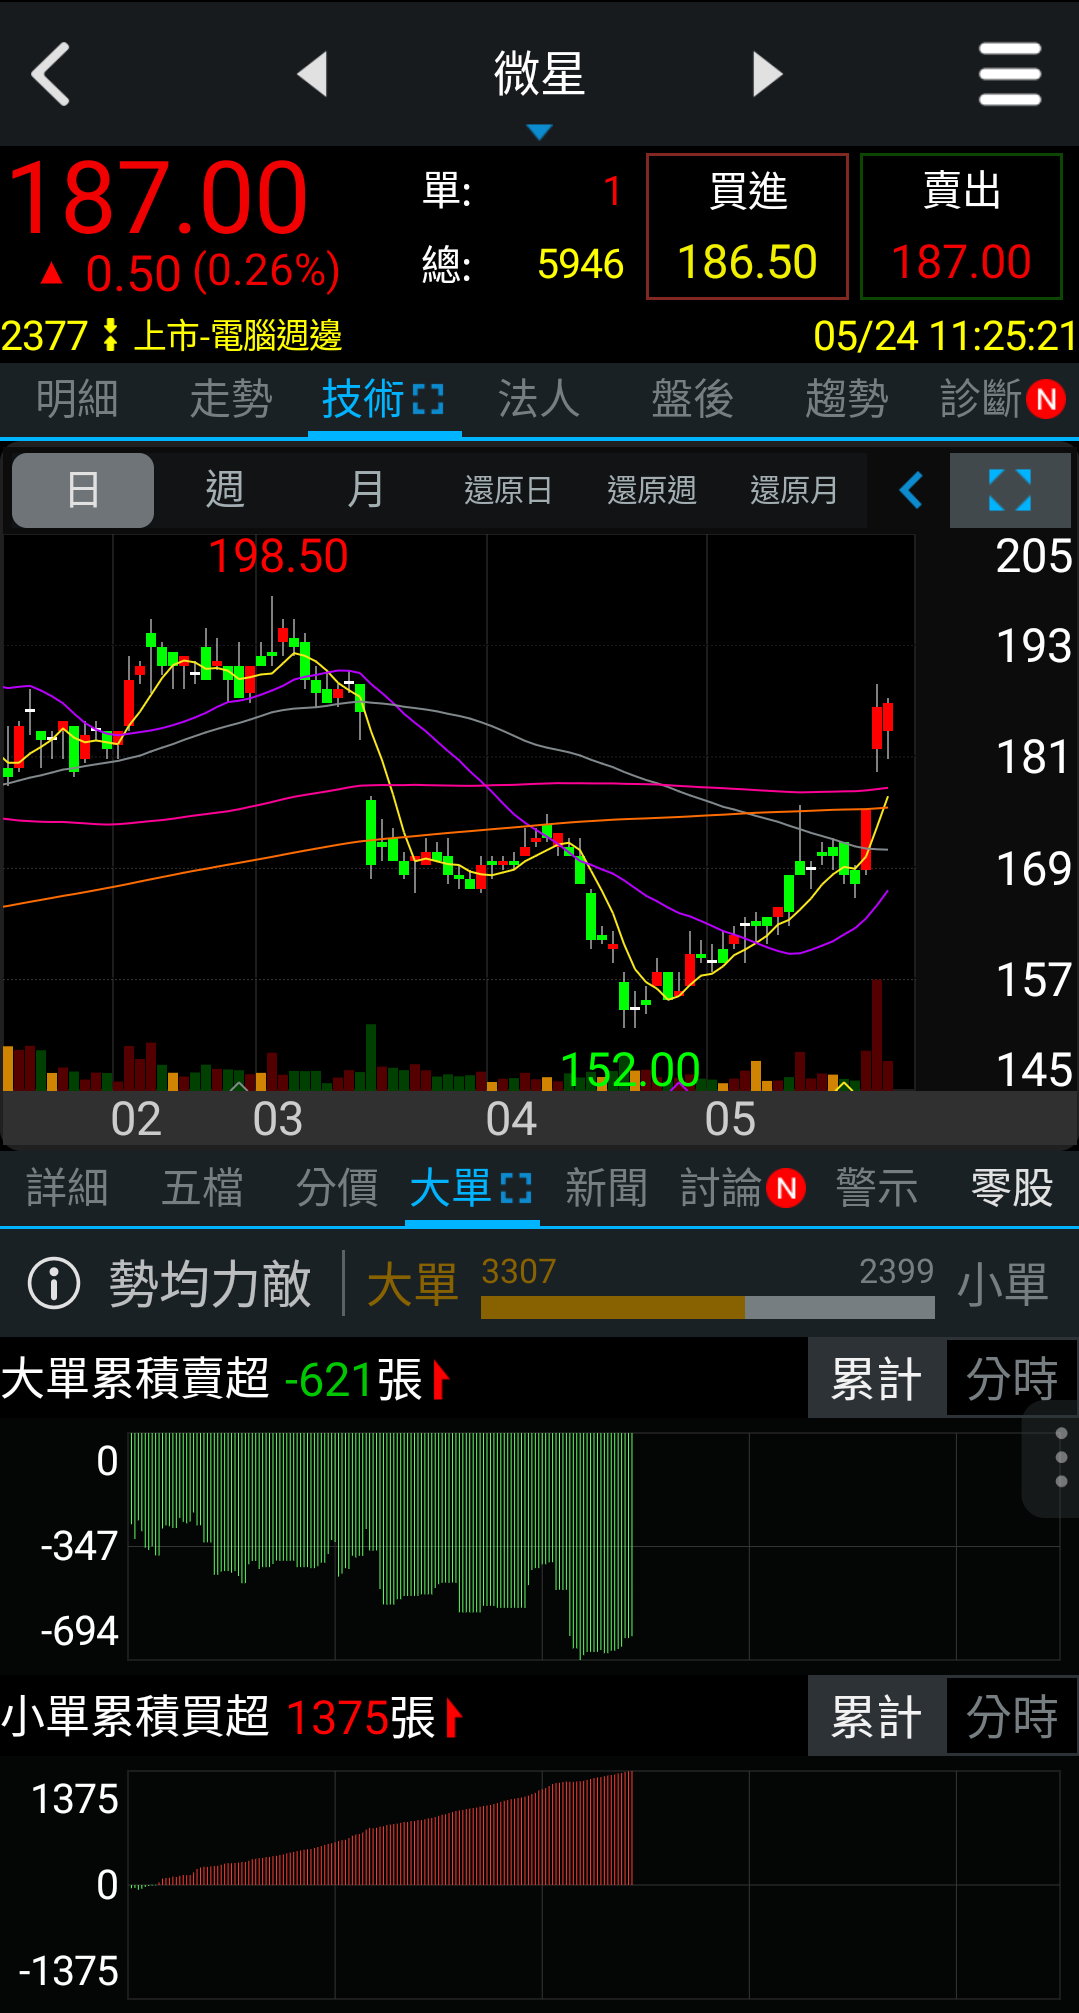 微星
187.00
▲ 0.50 (0.26%)
單: 1
總: 5946
買進
186.50
賣出
187.00
2377 上市-電腦週邊
05/24 11:25:21
明細 走勢 技術 法人 盤後 趨勢 診斷 N
日 週 月 還原日 還原週 還原月
198.50
205
193
181
169
157
152.00
145
02 03 04 05
詳細 五檔 分價 大單 新聞 討論 N 警示 零股
勢均力敵 大單 3307 2399 小單
大單累積賣超 -621張
累計 分時
0
-347
-694
小單累積買超 1375張
累計 分時
1375
0
-1375